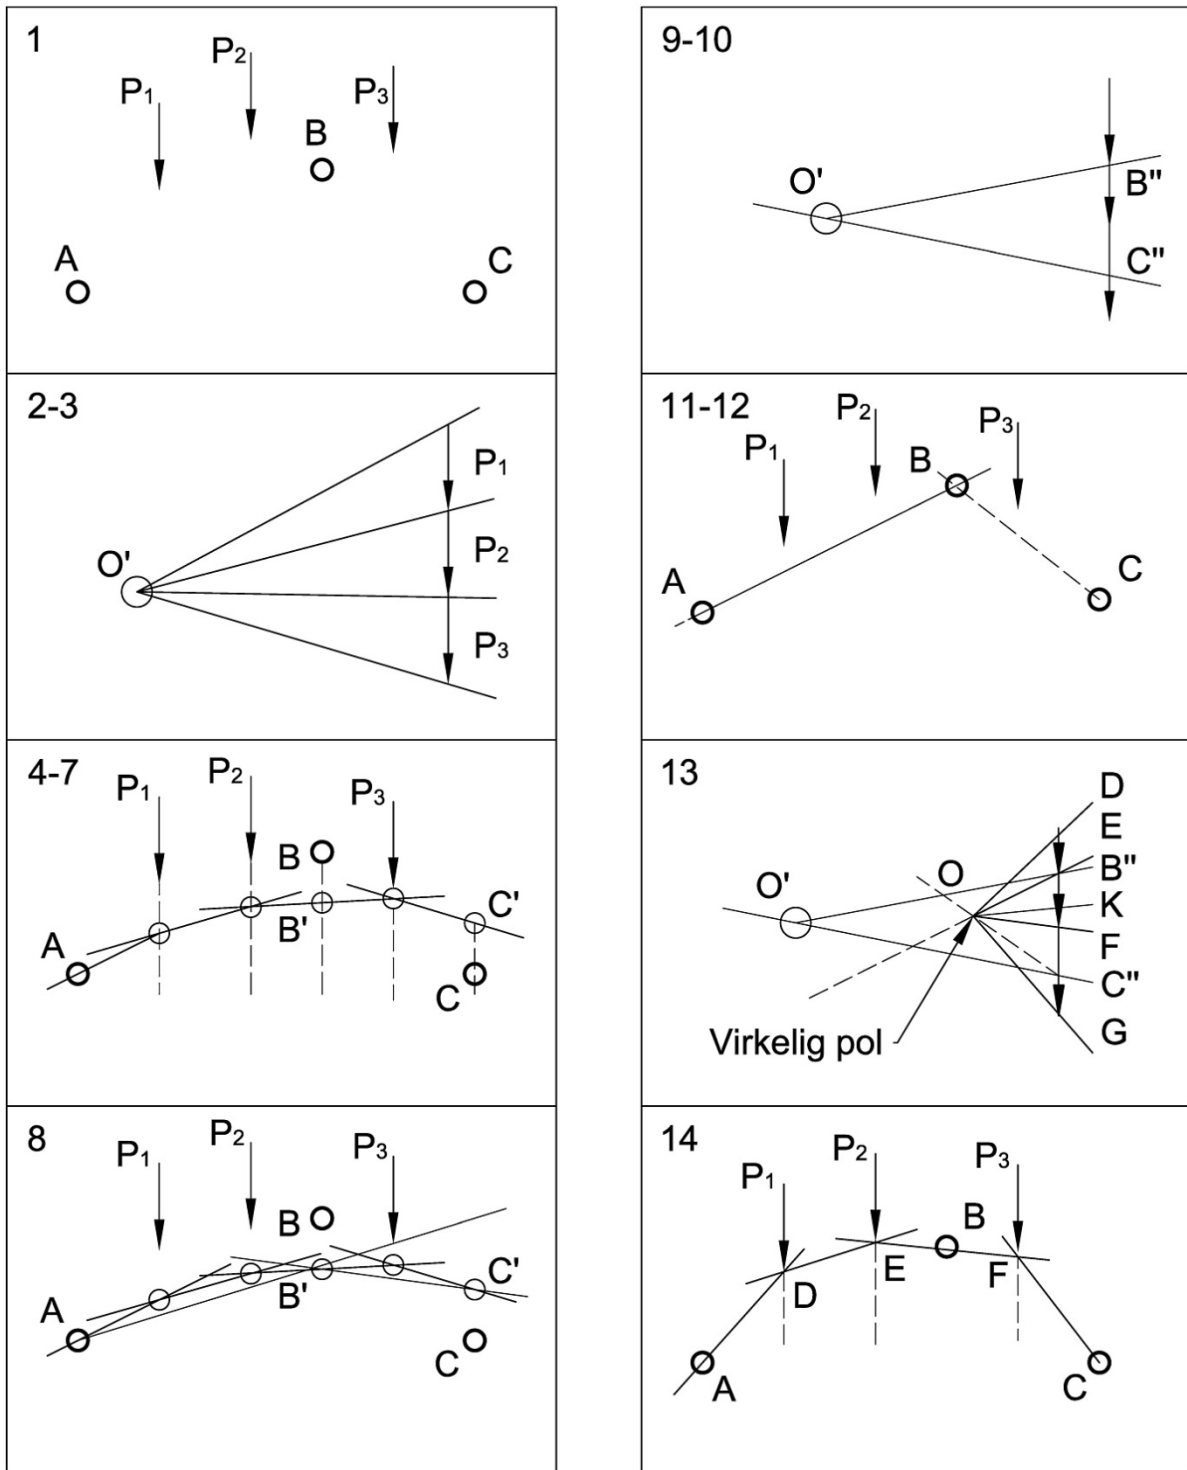 1
P1
P2
P3
B
A
C
2-3
O'
P1
P2
P3
4-7
P1
P2
P3
B
B'
A
C'
C
8
P1
P2
P3
B
B'
A
C'
C
9-10
O'
B"
C"
11-12
P1
P2
P3
B
A
C
13
O'
O
D
E
B"
K
F
C"
G
Virkelig pol
14
P1
P2
P3
B
D
E
F
A
C